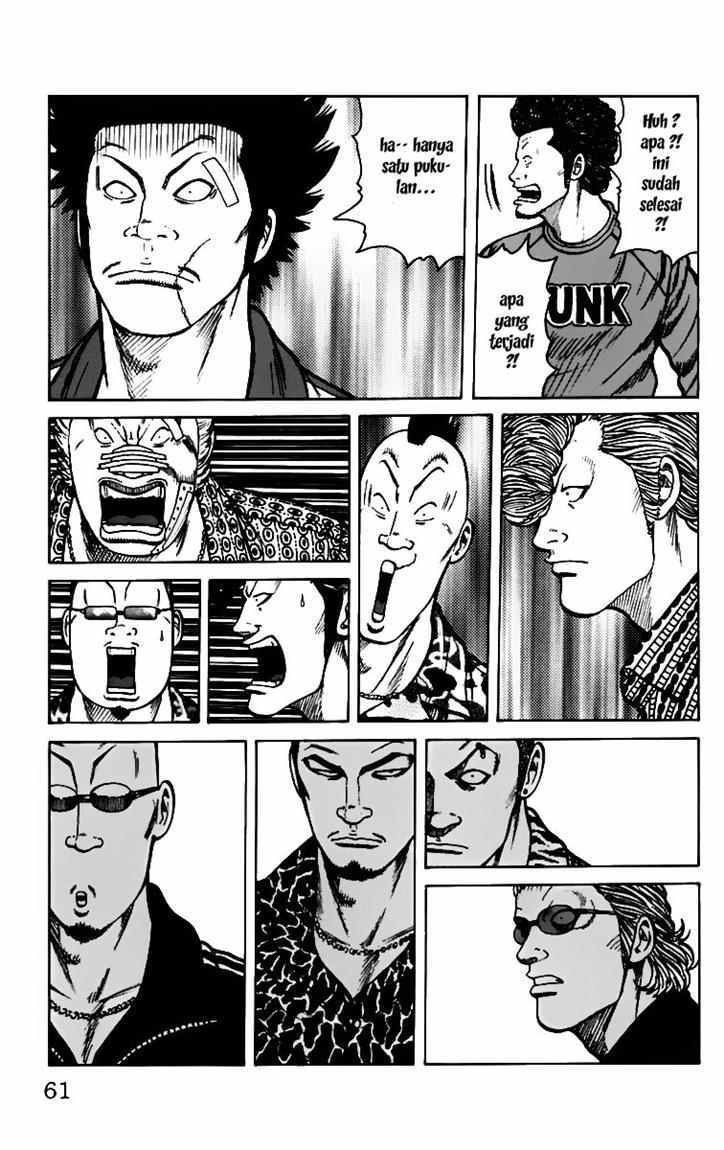 Huh ?
apa ?!
ini
sudah
selesai
?!
apa
yang
terjadi
?!
UNK
ha-- hanya
satu puku-
lan...
61